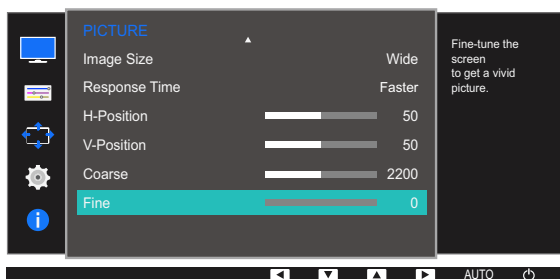 PICTURE
Image Size Wide
Response Time Faster
H-Position 50
V-Position 50
Coarse 2200
Fine 0
Fine-tune the
screen
to get a vivid
picture.
AUTO